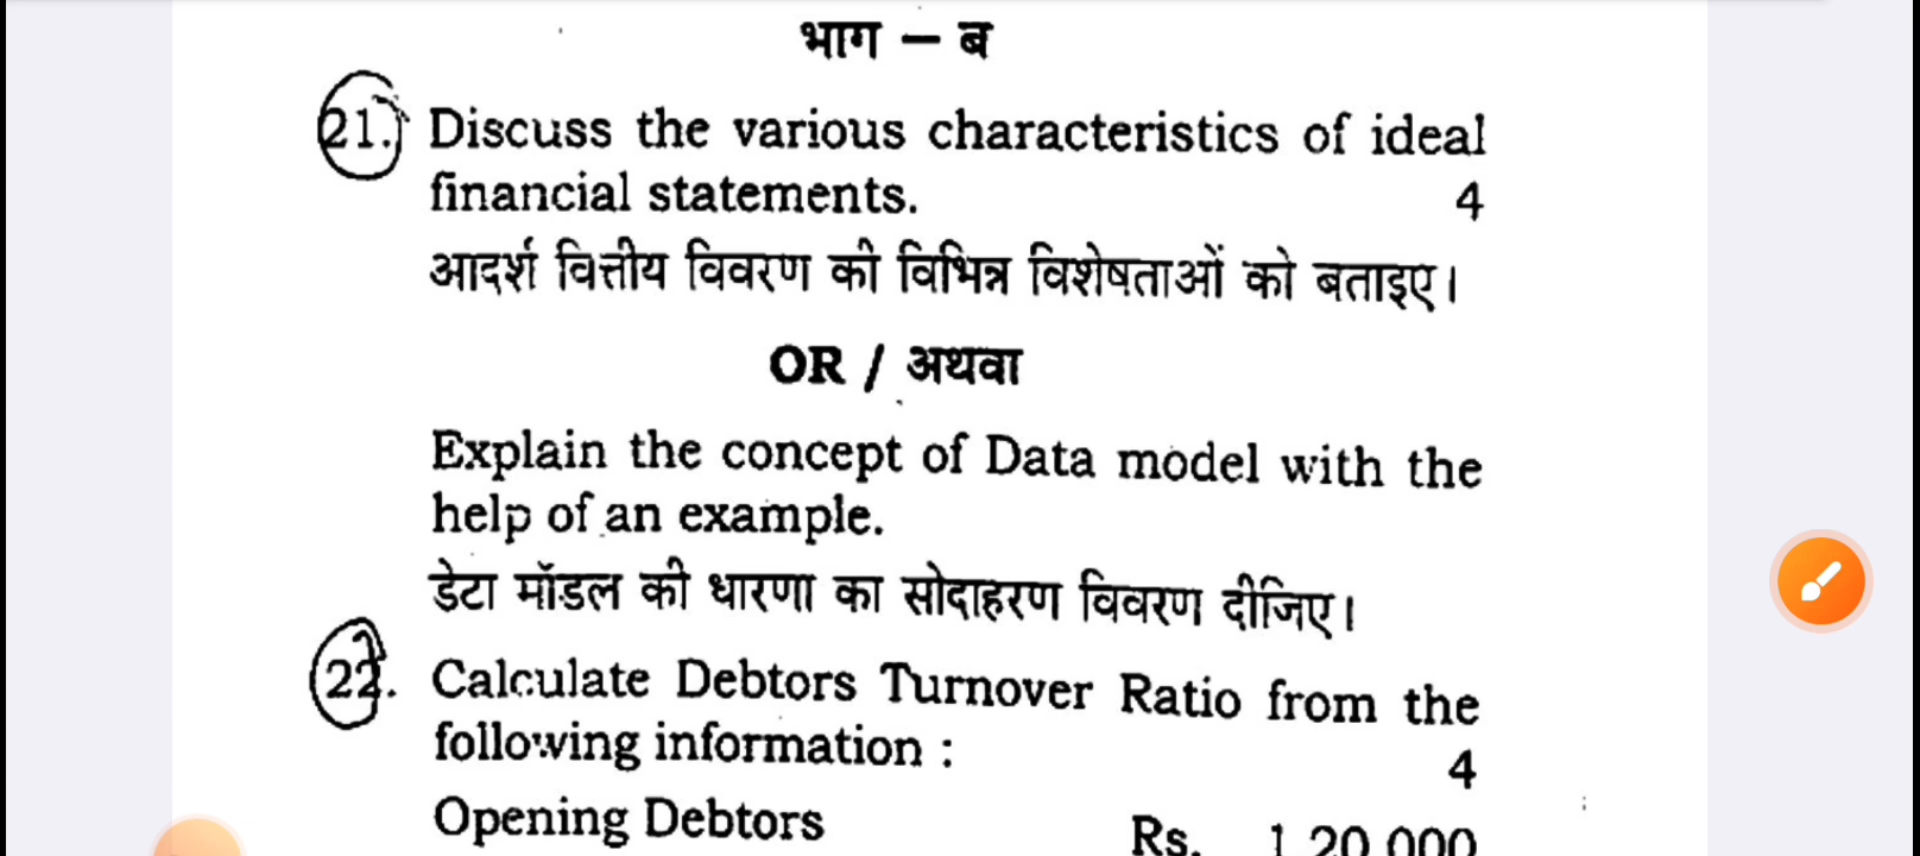 भाग – ब
21. Discuss the various characteristics of ideal
financial statements. 4
आदर्श वित्तीय विवरण की विभिन्न विशेषताओं को बताइए।
OR / अथवा
Explain the concept of Data model with the
help of an example.
डेटा मॉडल की धारणा का सोदाहरण विवरण दीजिए।
22. Calculate Debtors Turnover Ratio from the
following information : 4
Opening Debtors Rs. 1,20,000